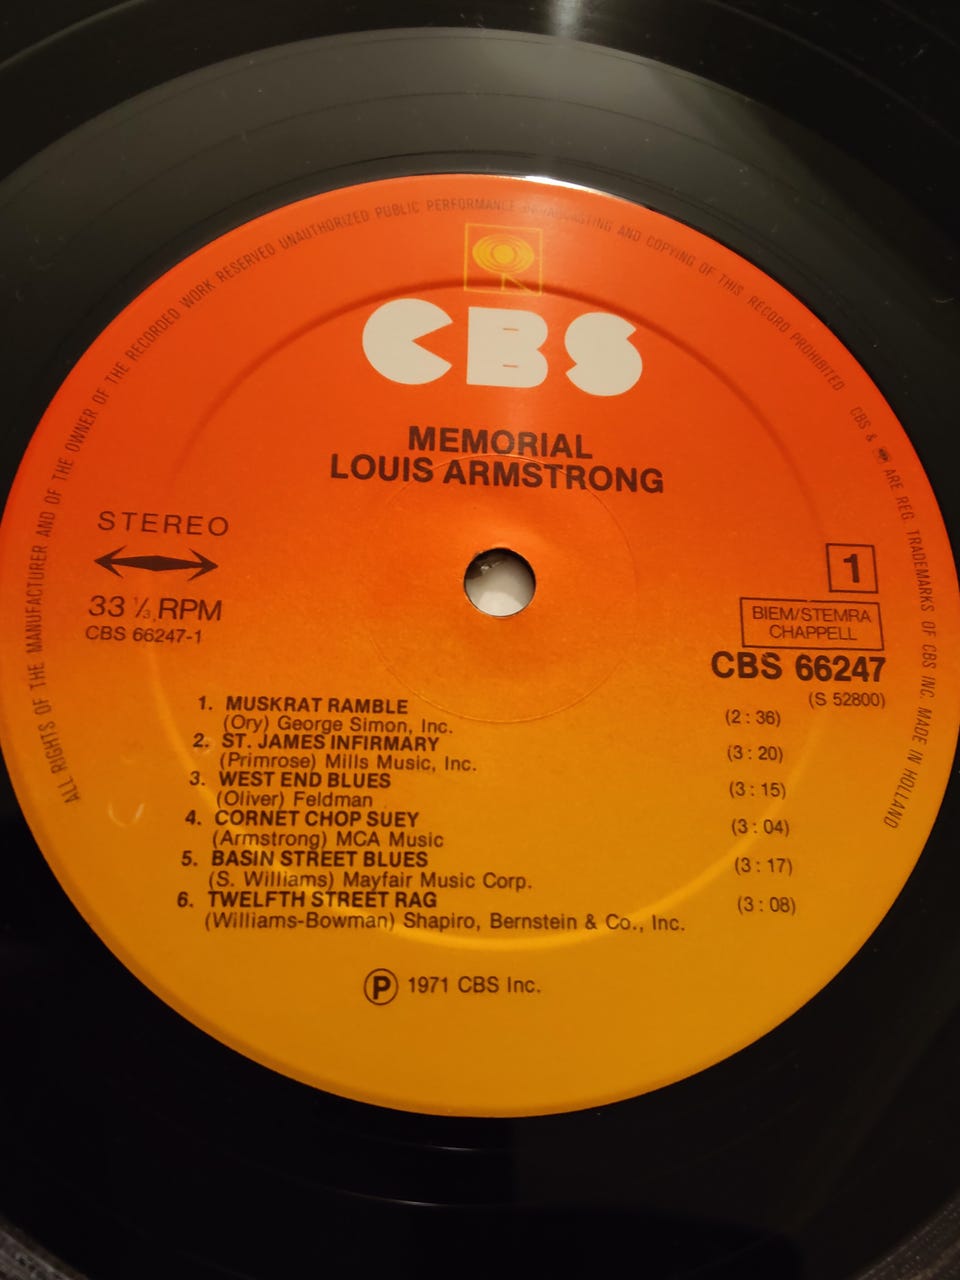 ALL RIGHTS OF THE MANUFACTURER AND OF THE OWNER OF THE RECORDED WORK RESERVED UNAUTHORIZED PUBLIC PERFORMANCE BROADCASTING AND COPYING OF THIS RECORD PROHIBITED CBS & ARE REG. TRADEMARKS OF CBS INC. MADE IN HOLLAND
CBS
MEMORIAL
LOUIS ARMSTRONG
STEREO
33 1/3 RPM
CBS 66247-1
1
BIEM/STEMRA
CHAPPELL
CBS 66247
(S 52800)
1. MUSKRAT RAMBLE (2 : 36)
(Ory) George Simon, Inc.
2. ST. JAMES INFIRMARY (3 : 20)
(Primrose) Mills Music, Inc.
3. WEST END BLUES (3 : 15)
(Oliver) Feldman
4. CORNET CHOP SUEY (3 : 04)
(Armstrong) MCA Music
5. BASIN STREET BLUES (3 : 17)
(S. Williams) Mayfair Music Corp.
6. TWELFTH STREET RAG (3 : 08)
(Williams-Bowman) Shapiro, Bernstein & Co., Inc.
Ⓟ 1971 CBS Inc.